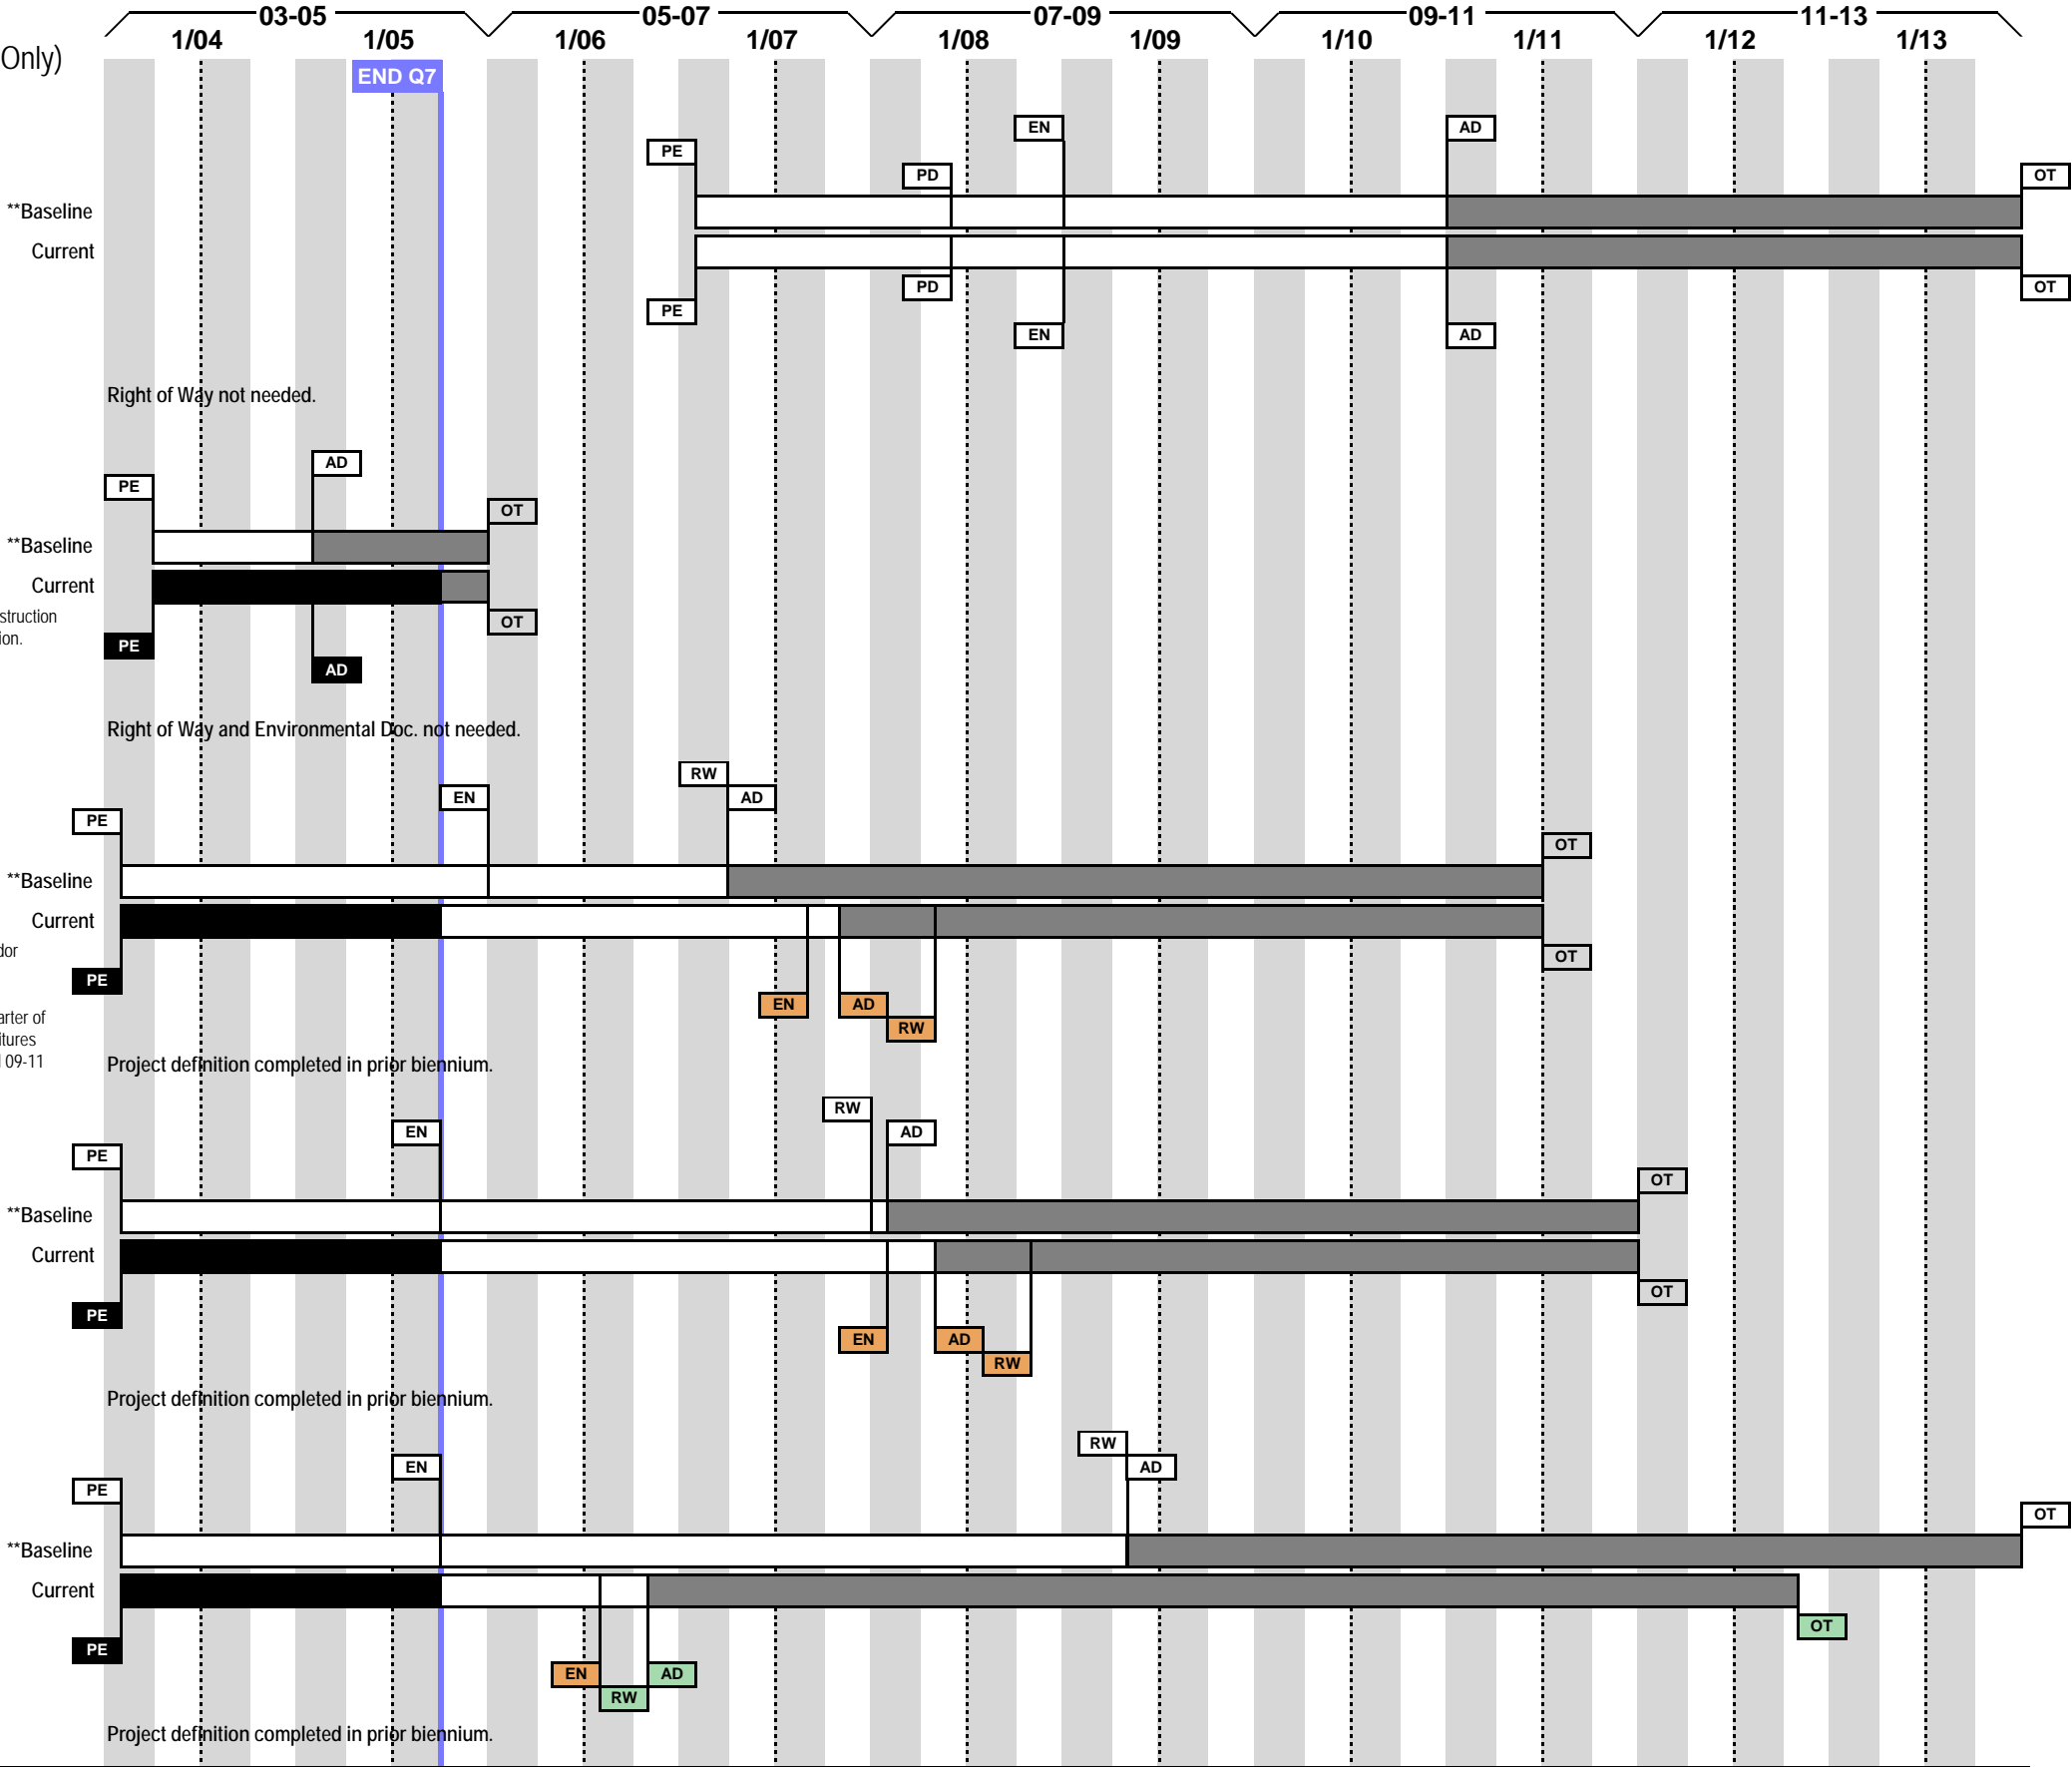 03-05 05-07 07-09 09-11 11-13
1/04 1/05 1/06 1/07 1/08 1/09 1/10 1/11 1/12 1/13
Only)
END Q7
EN AD
PE
PD OT
**Baseline
Current
PD OT
PE
EN AD
Right of Way not needed.
AD
PE
OT
**Baseline
Current
struction
OT
ion.
PE
AD
Right of Way and Environmental Doc. not needed.
RW
EN AD
PE
OT
**Baseline
Current
dor
OT
PE
EN AD
arter of
RW
itures
09-11
Project definition completed in prior biennium.
RW
EN AD
PE
OT
**Baseline
Current
OT
PE
EN AD
RW
Project definition completed in prior biennium.
RW
EN AD
PE
OT
**Baseline
Current
OT
PE
EN AD
RW
Project definition completed in prior biennium.